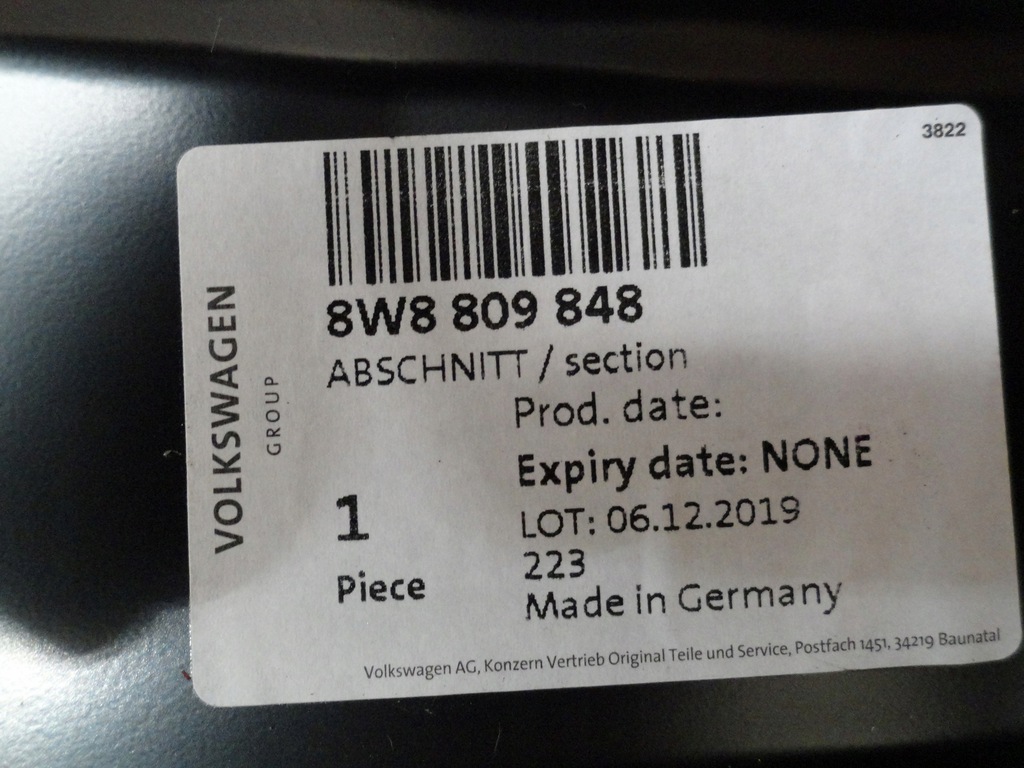 3822
8W8 809 848
ABSCHNITT / section
Prod. date:
Expiry date: NONE
LOT: 06.12.2019
223
Made in Germany
1
Piece
VOLKSWAGEN
GROUP
Volkswagen AG, Konzern Vertrieb Original Teile und Service, Postfach 1451, 34219 Baunatal